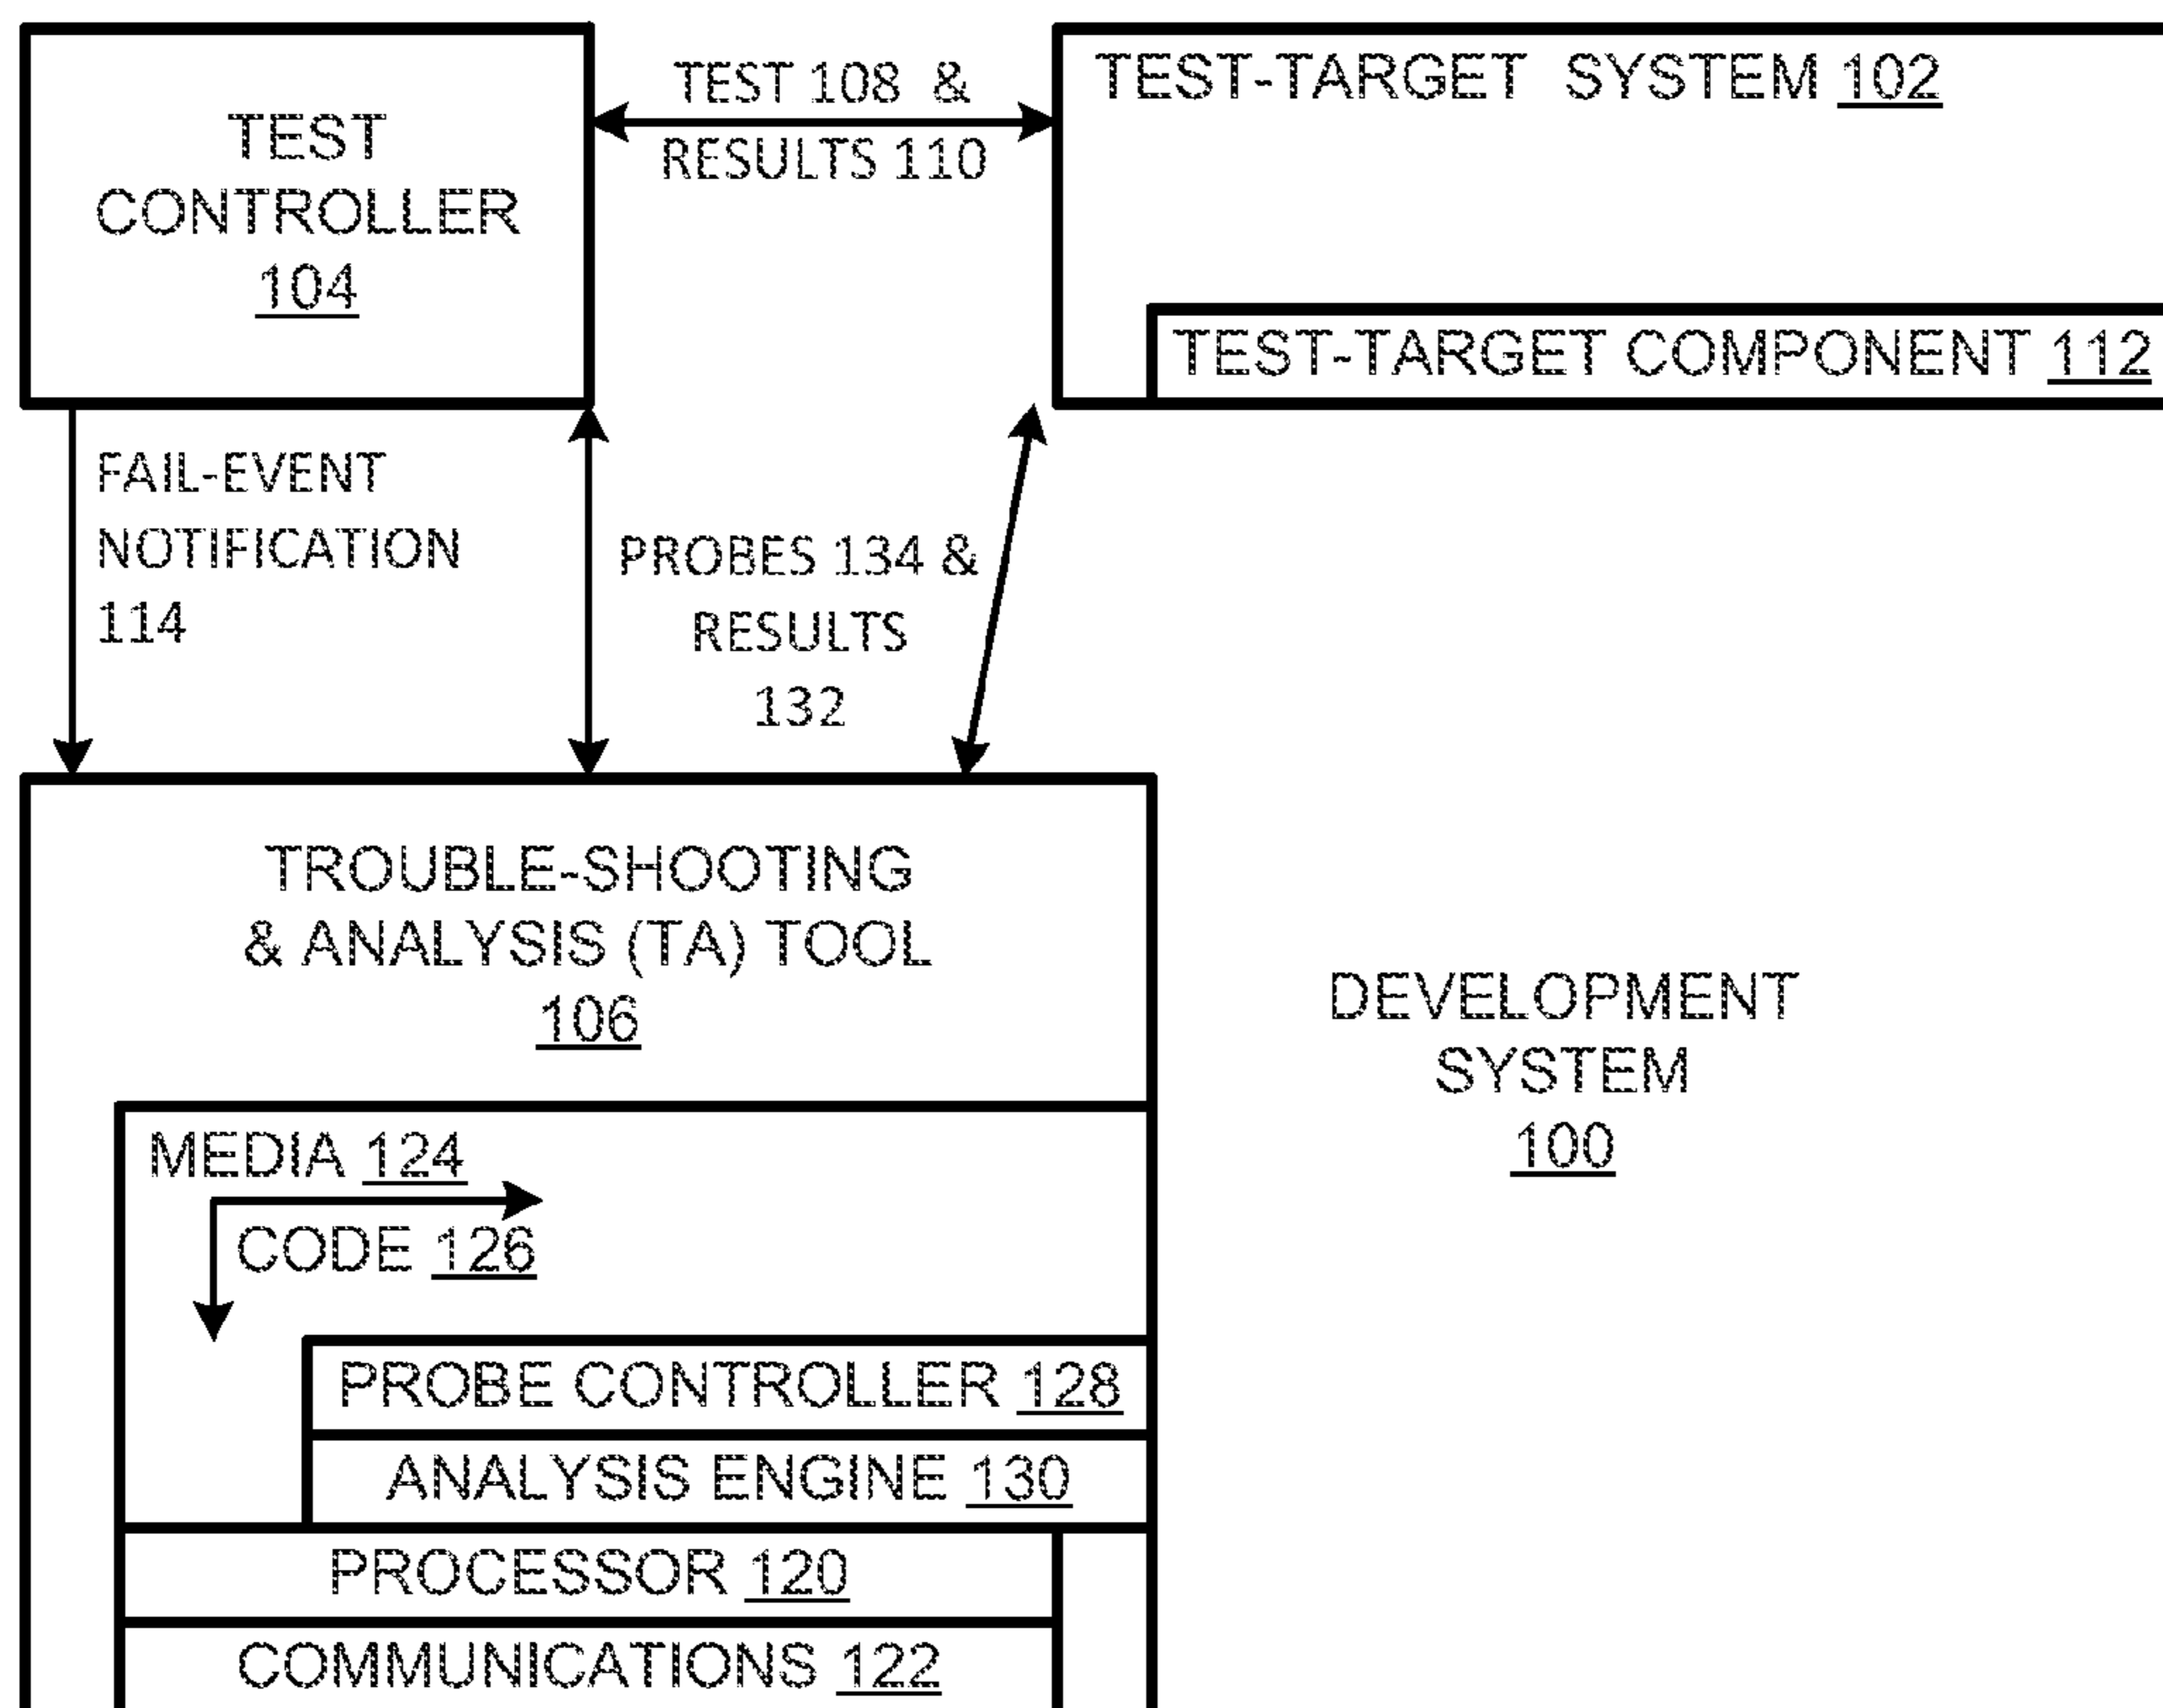 TEST
CONTROLLER
104
TEST 108 &
RESULTS 110
TEST-TARGET SYSTEM 102
TEST-TARGET COMPONENT 112
FAIL-EVENT
NOTIFICATION
114
PROBES 134 &
RESULTS
132
TROUBLE-SHOOTING
& ANALYSIS (TA) TOOL
106
DEVELOPMENT
SYSTEM
100
MEDIA 124
CODE 126
PROBE CONTROLLER 128
ANALYSIS ENGINE 130
PROCESSOR 120
COMMUNICATIONS 122